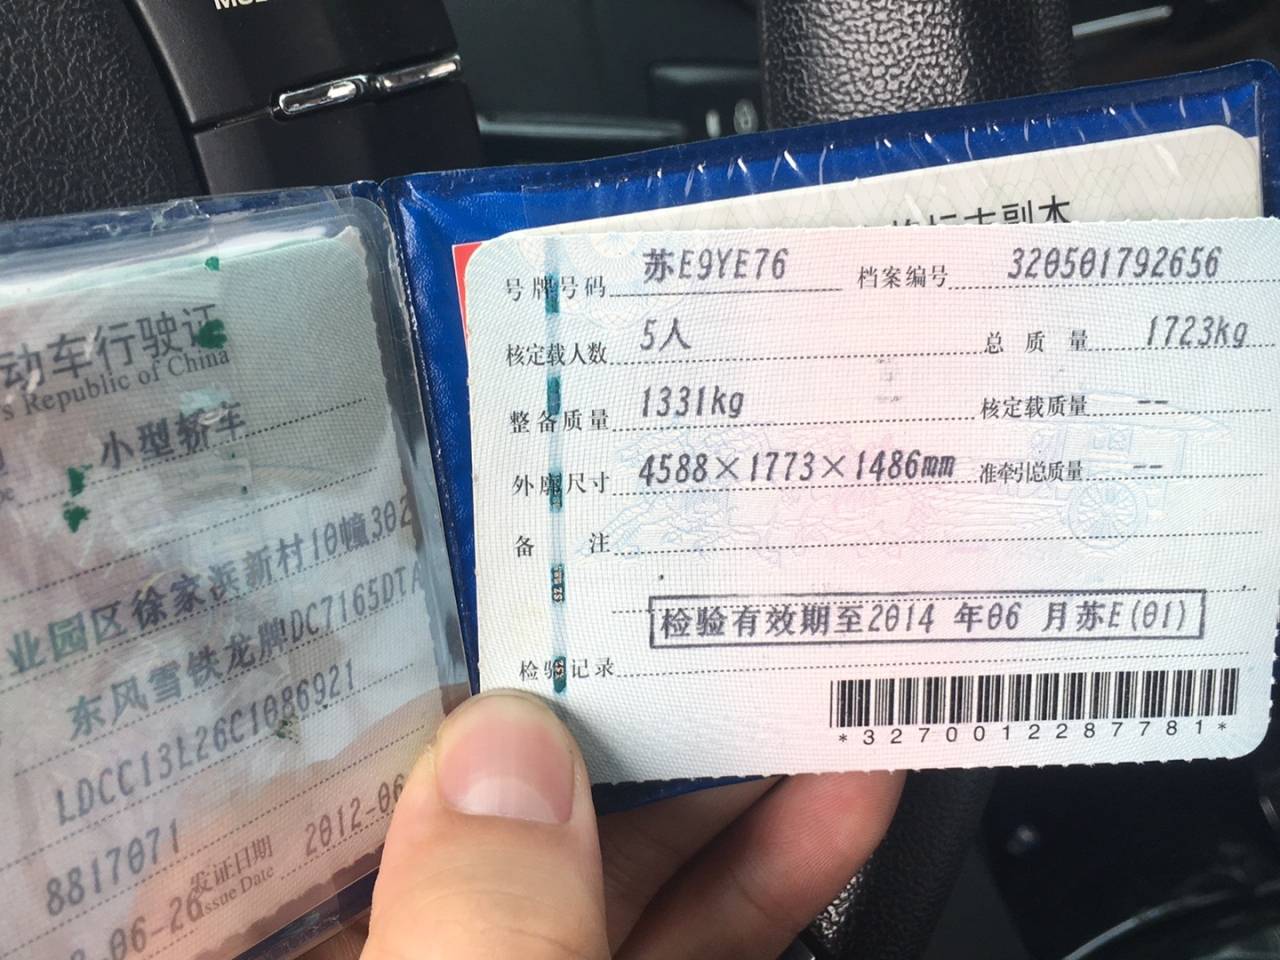 动车行驶证
's Republic of China
小型轿车
业园区徐家浜新村10幢302
东风雪铁龙牌DC7165DTA
LDCC13L26C1086921
8817071
发证日期 2012-06
Issue Date
-06-26
副本
号牌号码 苏E9YE76 档案编号 320501792656
核定载人数 5人 总质量 1723kg
整备质量 1331kg 核定载质量 --
外廓尺寸 4588×1773×1486mm 准牵引总质量 --
备注
检验有效期至2014 年06 月苏E(01)
检验记录
*3270012287781*